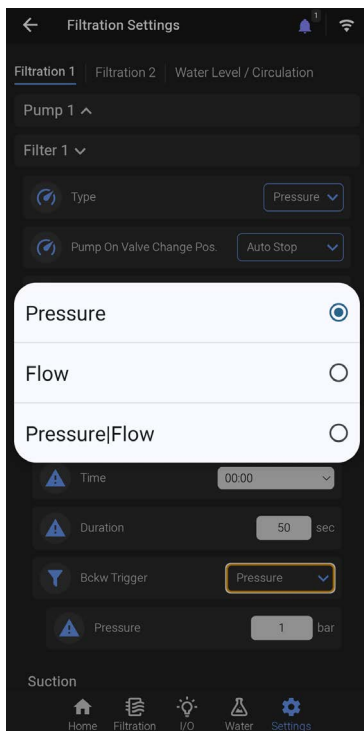 Filtration Settings
1
Filtration 1 Filtration 2 Water Level / Circulation
Pump 1
Filter 1
Type Pressure
Pump On Valve Change Pos. Auto Stop
Pressure
Flow
Pressure|Flow
Time 00:00
Duration 50 sec
Bckw Trigger Pressure
Pressure 1 bar
Suction
Home Filtration I/O Water Settings